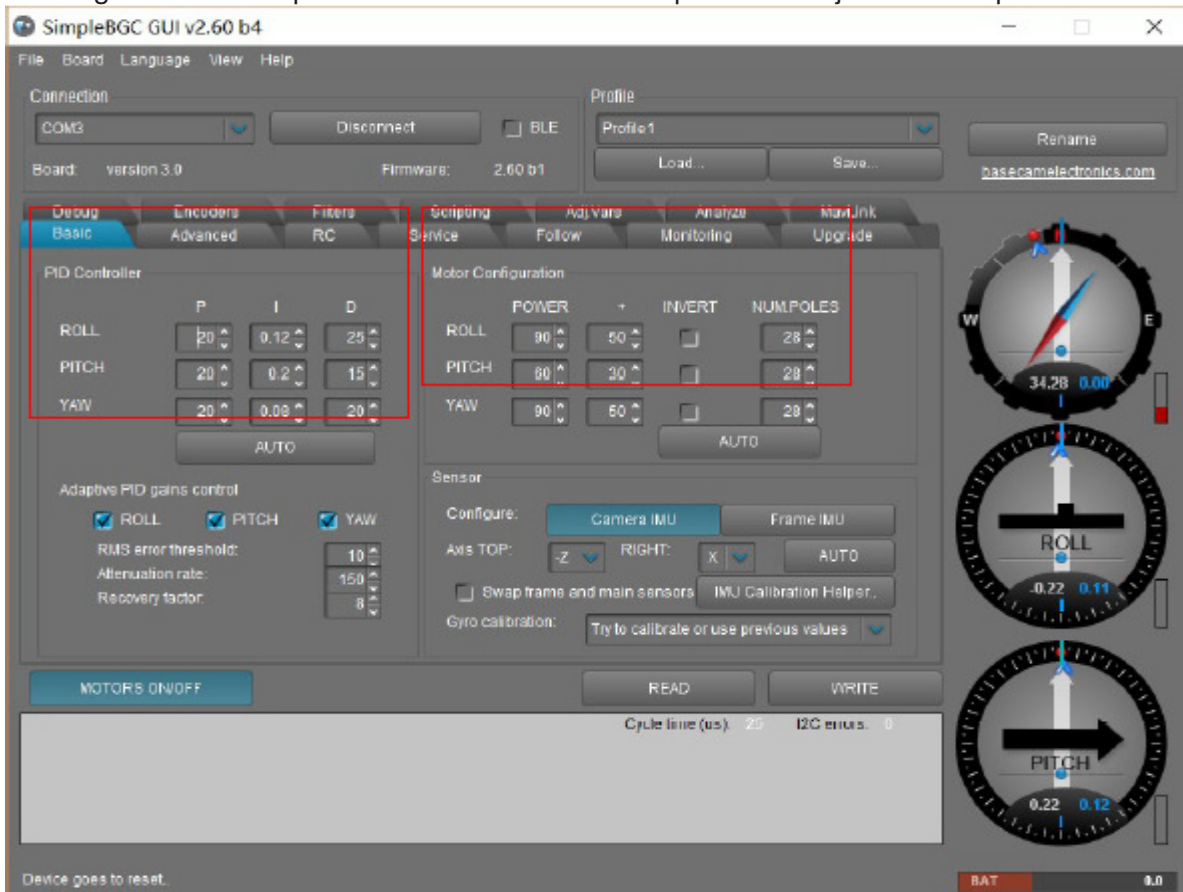 SimpleBGC GUI v2.60 b4
File Board Language View Help
Connection
COM3 Disconnect BLE
Board: version 3.0 Firmware: 2.60 b1
Profile
Profile1
Load... Save...
Rename
basecamelectronics.com
Debug Encoders Filters Scripting Adj.Vars Analyze MavLink
Basic Advanced RC Service Follow Monitoring Upgrade
PID Controller
P I D
ROLL 20 0.12 25
PITCH 20 0.2 15
YAW 20 0.08 20
AUTO
Adaptive PID gains control
ROLL PITCH YAW
RMS error threshold: 10
Attenuation rate: 150
Recovery factor: 8
Motor Configuration
POWER + INVERT NUM.POLES
ROLL 90 50 28
PITCH 60 30 28
YAW 90 50 28
AUTO
Sensor
Configure: Camera IMU Frame IMU
Axis TOP: -Z RIGHT: X AUTO
Swap frame and main sensors IMU Calibration Helper..
Gyro calibration: Try to calibrate or use previous values
MOTORS ON/OFF READ WRITE
Cycle time (us): 25 I2C errors: 0
Device goes to reset..
W E
34.28 0.00
ROLL
-0.22 0.11
PITCH
0.22 0.12
BAT 0.0